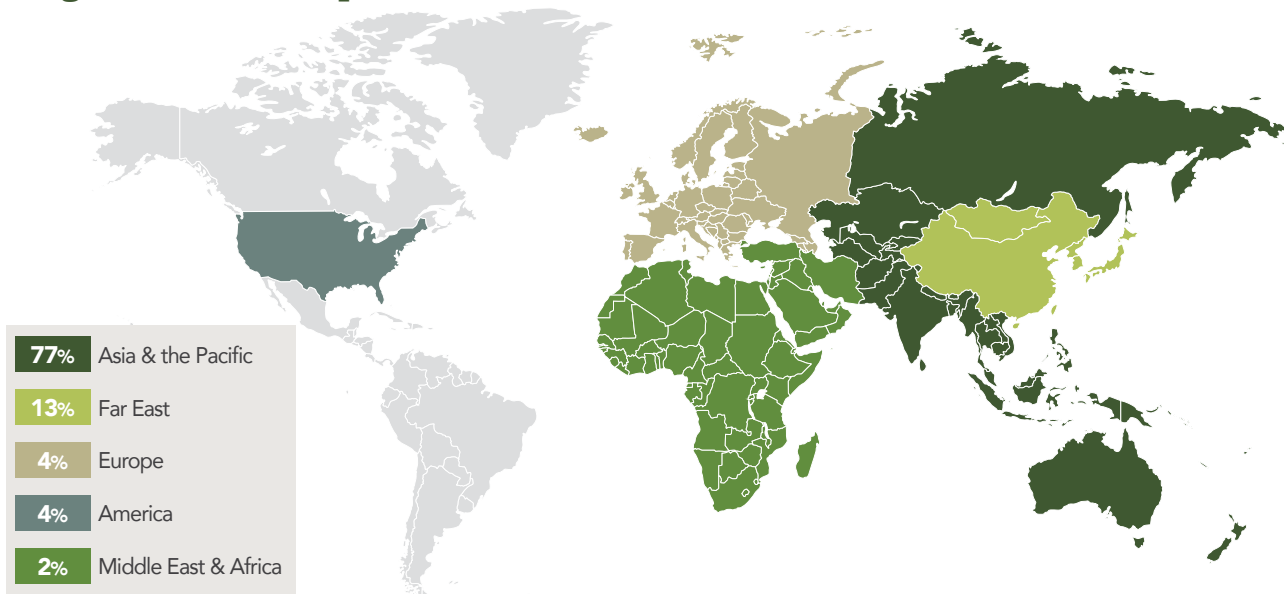 77% Asia & the Pacific
13% Far East
4% Europe
4% America
2% Middle East & Africa